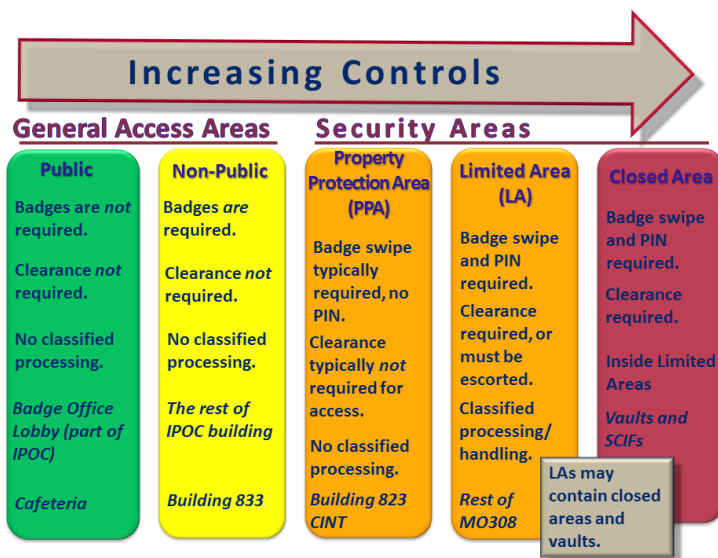 Increasing Controls
General Access Areas
Security Areas
Public
Badges are not
required.
Clearance not
required.
No classified
processing.
Badge Office
Lobby (part of
IPOC)
Cafeteria
Non-Public
Badges are
required.
Clearance not
required.
No classified
processing.
The rest of
IPOC building
Building 833
Property
Protection Area
(PPA)
Badge swipe
typically
required, no
PIN.
Clearance
typically not
required for
access.
No classified
processing.
Building 823
CINT
Limited Area
(LA)
Badge swipe
and PIN
required.
Clearance
required, or
must be
escorted.
Classified
processing/
handling.
Rest of
MO308
Closed Area
Badge swipe
and PIN
required.
Clearance
required.
Inside Limited
Areas
Vaults and
SCIFs
LAs may
contain closed
areas and
vaults.